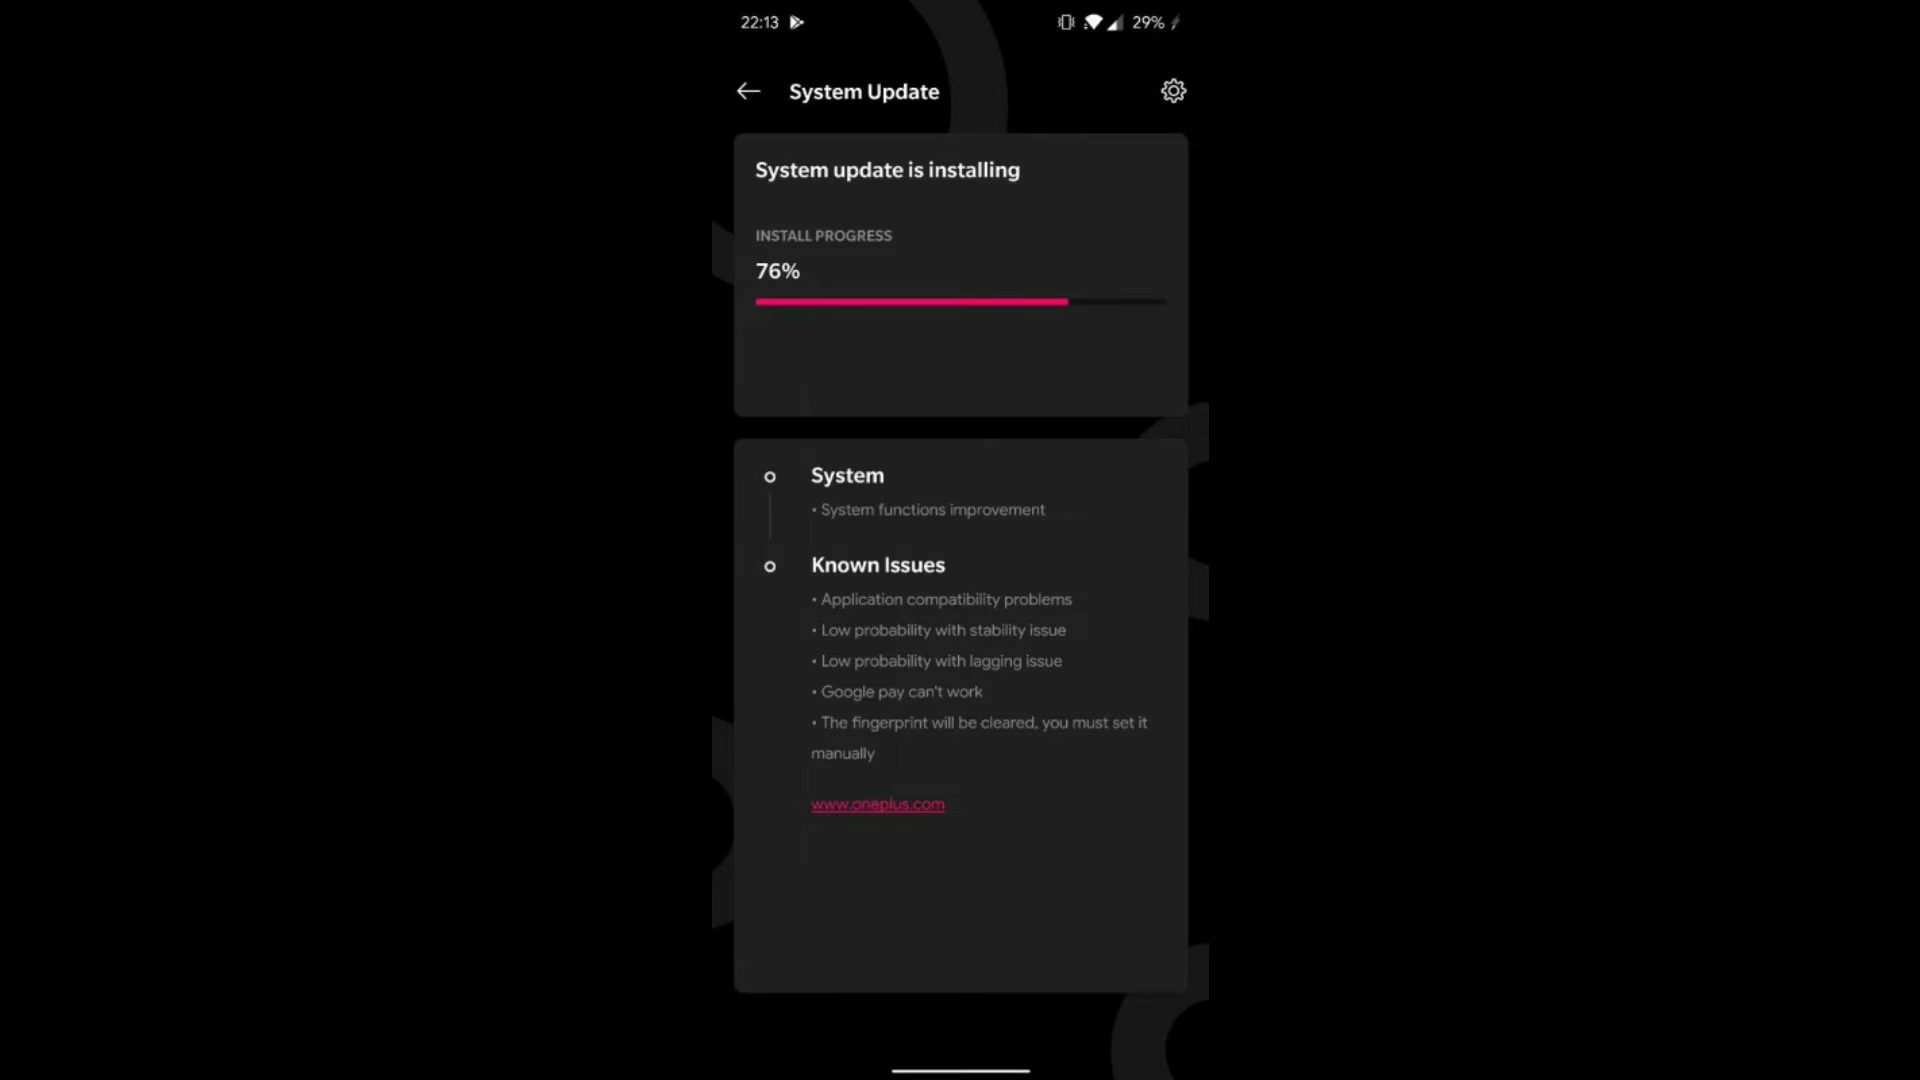 22:13
29%
System Update
System update is installing
INSTALL PROGRESS
76%
System
• System functions improvement
Known Issues
• Application compatibility problems
• Low probability with stability issue
• Low probability with lagging issue
• Google pay can't work
• The fingerprint will be cleared, you must set it
manually
www.oneplus.com